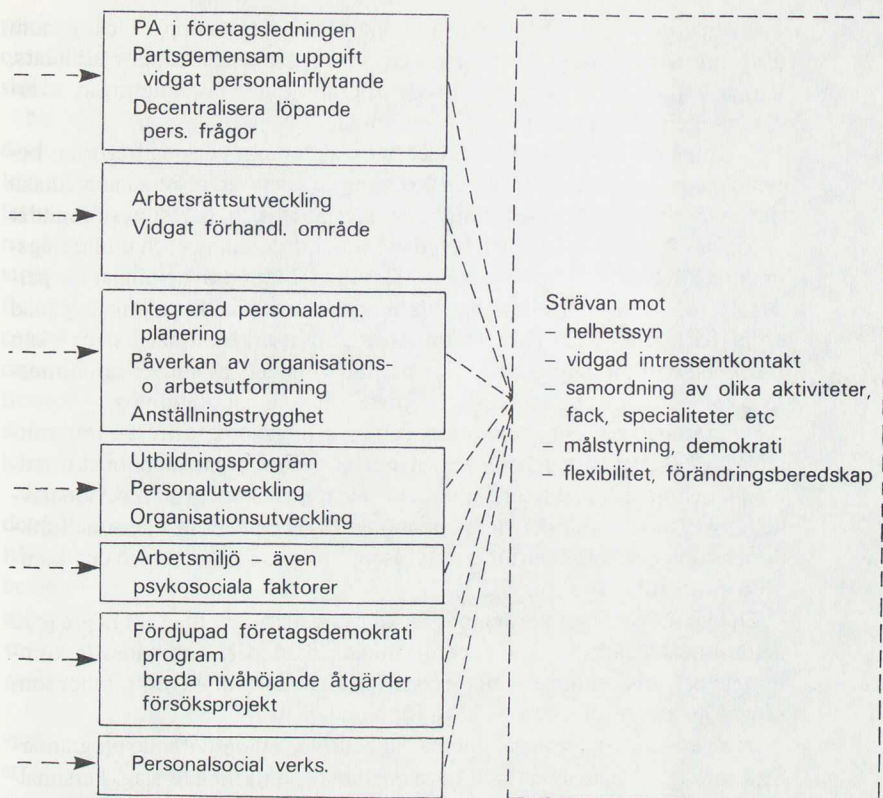 PA i företagsledningen
Partsgemensam uppgift
vidgat personalinflytande
Decentralisera löpande
pers. frågor
Arbetsrättsutveckling
Vidgat förhandl. område
Integrerad personaladm.
planering
Påverkan av organisations-
o arbetsutformning
Anställningstrygghet
Utbildningsprogram
Personalutveckling
Organisationsutveckling
Arbetsmiljö – även
psykosociala faktorer
Fördjupad företagsdemokrati
program
breda nivåhöjande åtgärder
försöksprojekt
Personalsocial verks.
Strävan mot
– helhetssyn
– vidgad intressentkontakt
– samordning av olika aktiviteter,
fack, specialiteter etc
– målstyrning, demokrati
– flexibilitet, förändringsberedskap